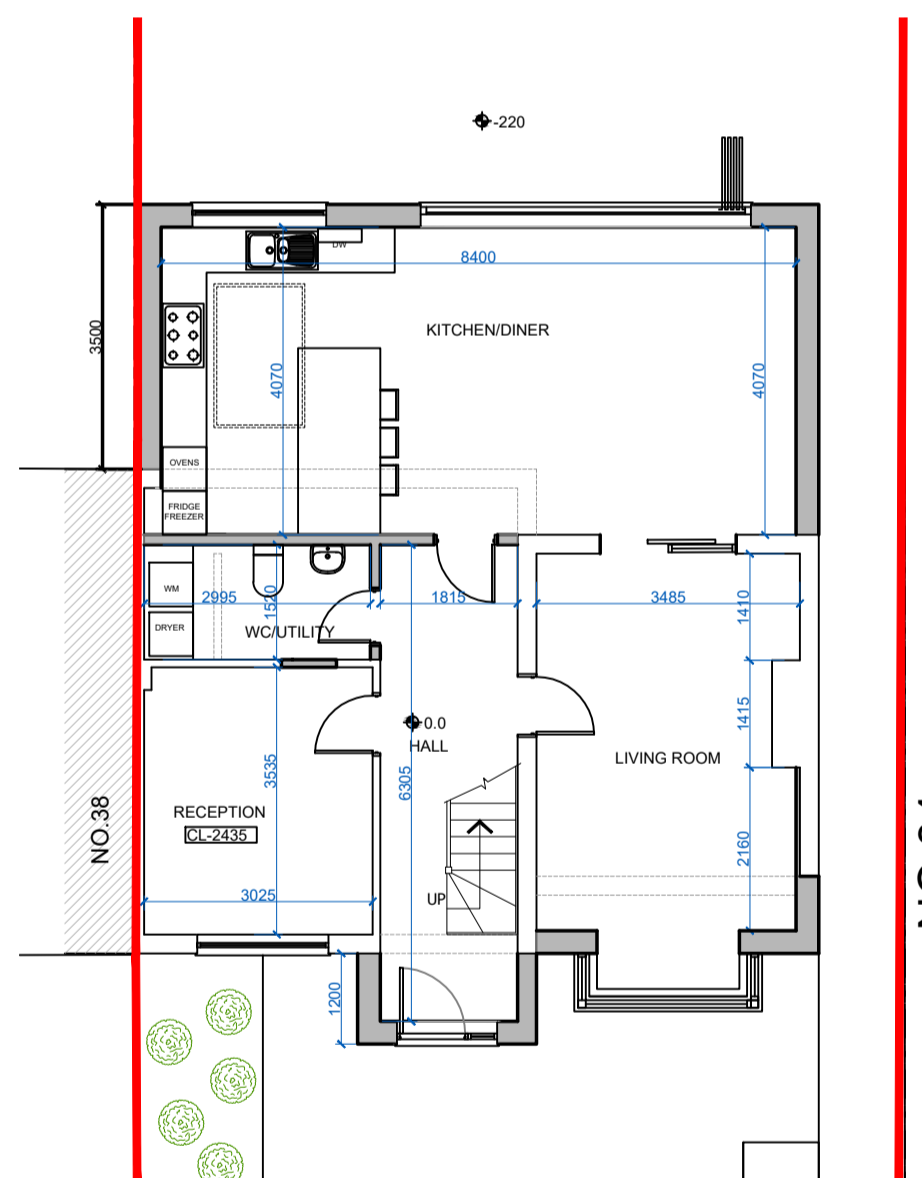 -220
8400
DW
KITCHEN/DINER
3500
4070
4070
OVENS
FRIDGE
FREEZER
WM
2995
1520
1815
3485
1410
DRYER
WC/UTILITY
0.0
HALL
1415
LIVING ROOM
3535
6305
RECEPTION
CL-2435
NO.38
2160
3025
UP
1200